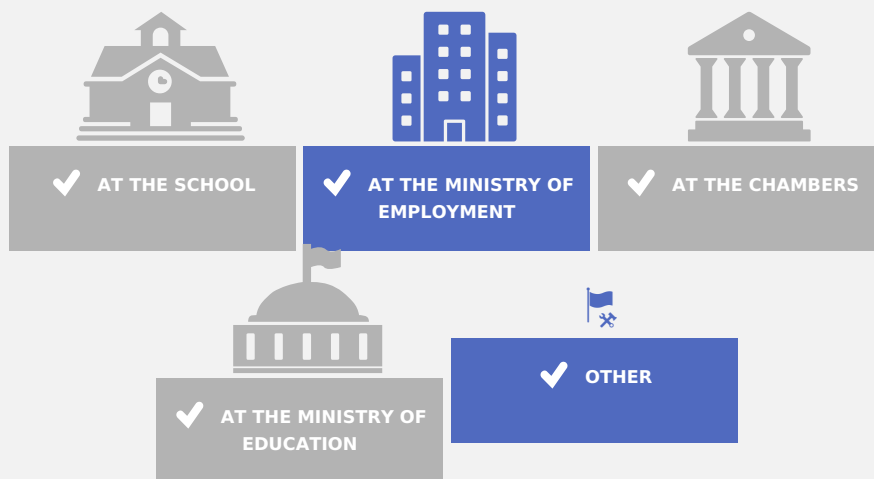 AT THE SCHOOL
AT THE MINISTRY OF
EMPLOYMENT
AT THE CHAMBERS
AT THE MINISTRY OF
EDUCATION
OTHER